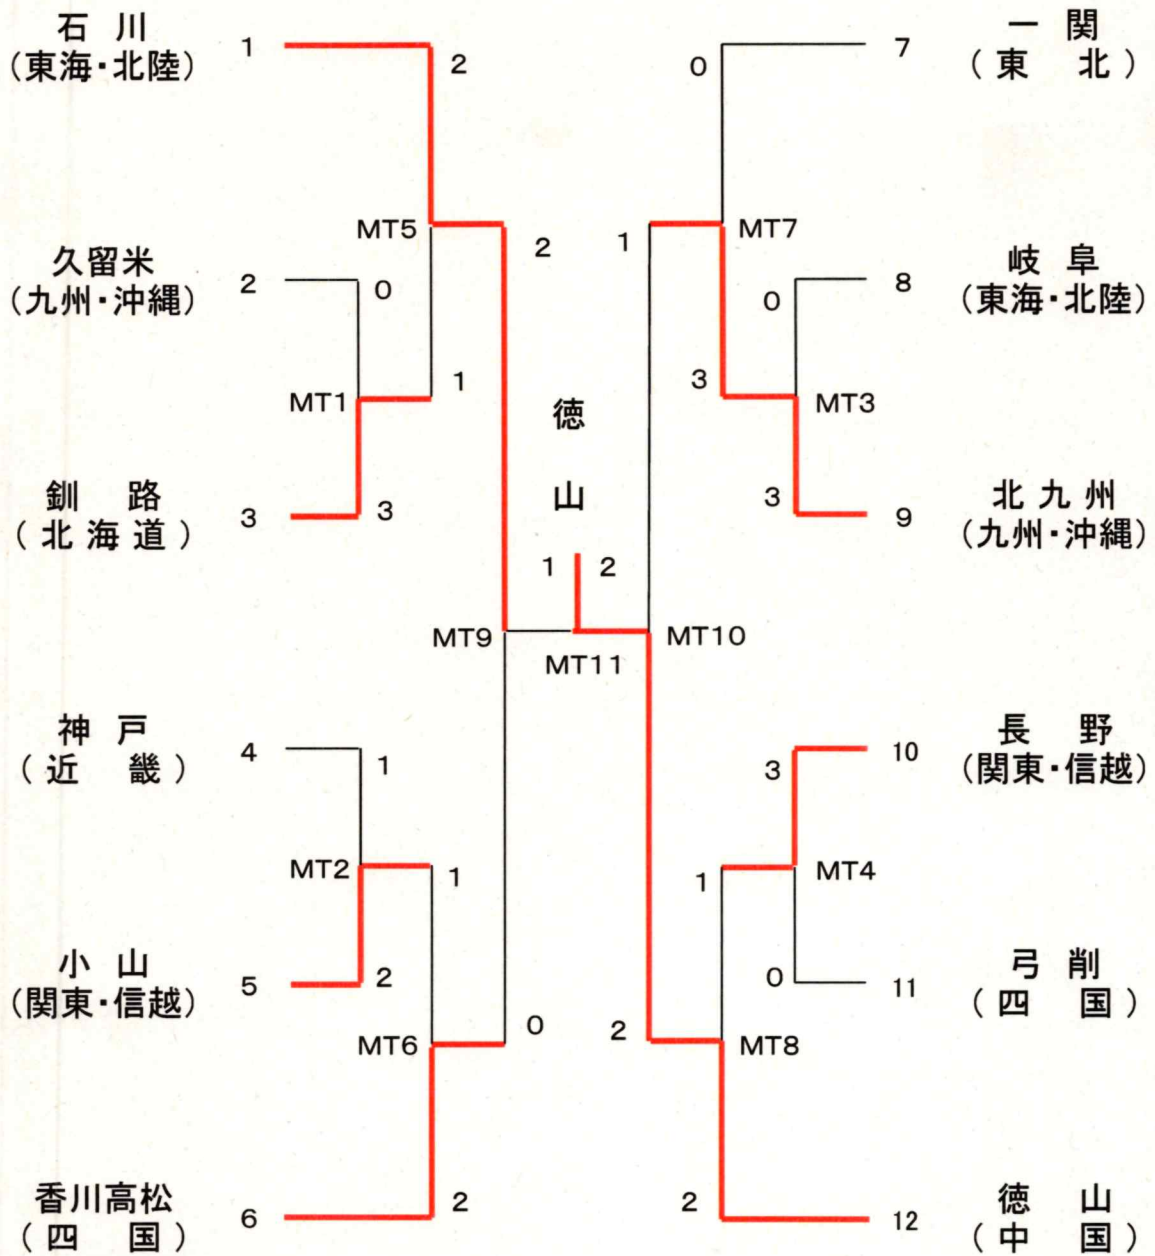 石川
(東海・北陸)
1
2
久留米
(九州・沖縄)
2
0
MT5
2
MT1
1
釧路
(北海道)
3
3
神戸
(近畿)
4
1
MT2
1
小山
(関東・信越)
5
2
MT6
0
香川高松
(四国)
6
2
徳山
1
2
MT9
MT11
MT10
一関
(東北)
7
0
1
MT7
岐阜
(東海・北陸)
8
0
3
MT3
北九州
(九州・沖縄)
9
3
長野
(関東・信越)
10
3
1
MT4
弓削
(四国)
11
0
2
MT8
徳山
(中国)
12
2